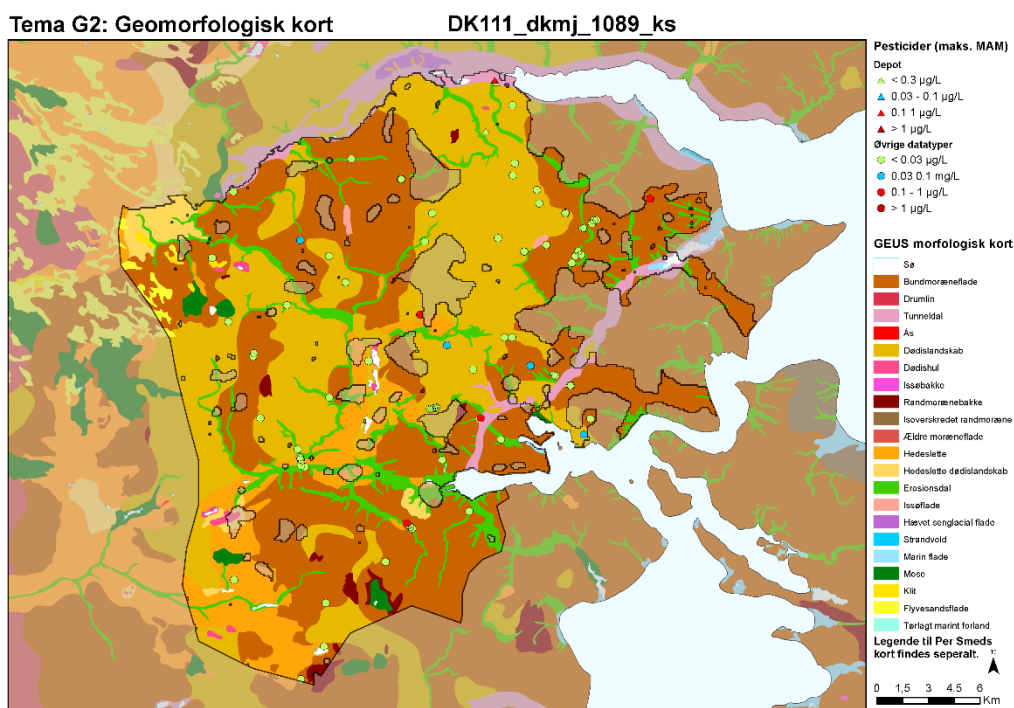 Tema G2: Geomorfologisk kort DK111_dkmj_1089_ks
Pesticider (maks. MAM)
Depot
< 0.3 µg/L
0.03 - 0.1 µg/L
0.1 1 µg/L
> 1 µg/L
Øvrige datatyper
< 0.03 µg/L
0.03 0.1 mg/L
0.1 - 1 µg/L
> 1 µg/L
GEUS morfologisk kort
Sø
Bundmoræneflade
Drumlin
Tunneldal
Ås
Dødislandskab
Dødishul
Issøbakke
Randmorænebakke
Isoverskredet randmoræne
Ældre moræneflade
Hedeslette
Hedeslette dødislandskab
Erosionsdal
Issøflade
Hævet senglacial flade
Strandvold
Marin flade
Mose
Klit
Flyvesandsflade
Tørlagt marint forland
Legende til Per Smeds
kort findes seperalt.
0 1,5 3 4.5 6
Km